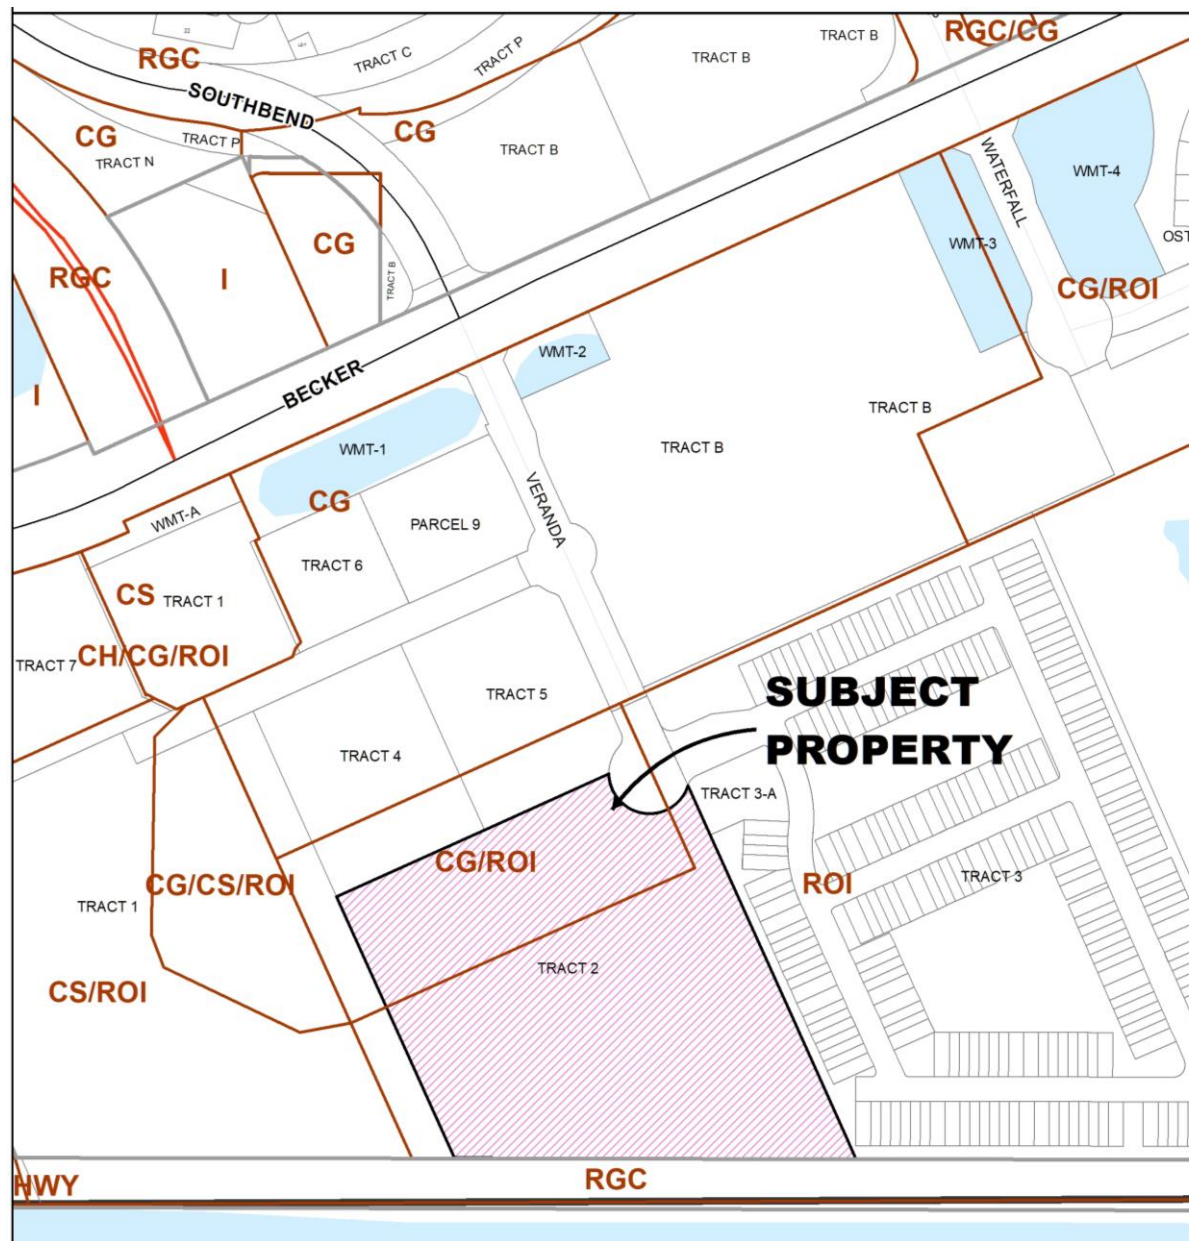 RGC/CG
TRACT B
22
RGC
TRACT C
TRACT P
TRACT B
SOUTHBEND
CG
TRACT P
CG
TRACT N
TRACT B
WATERFALL
WMT-4
OST
WMT-3
CG
TRACT B
RGC
I
CG/ROI
WMT-2
BECKER
I
TRACT B
TRACT B
WMT-1
CG
VERANDA
WMT-A
PARCEL 9
TRACT 6
CS
TRACT 1
CH/CG/ROI
TRACT 7
TRACT 5
SUBJECT
PROPERTY
TRACT 4
TRACT 3-A
CG/ROI
CG/CS/ROI
ROI
TRACT 3
TRACT 1
TRACT 2
CS/ROI
RGC
HWY